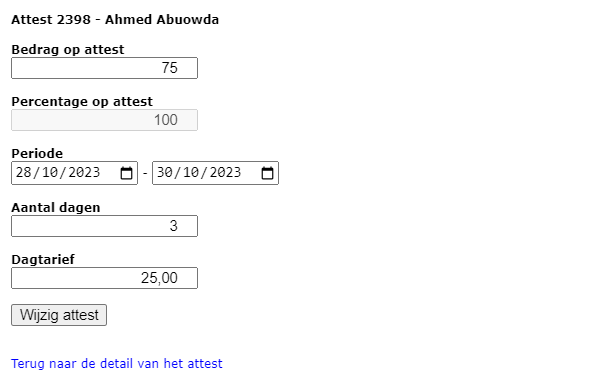 Attest 2398 - Ahmed Abuowda
Bedrag op attest
75
Percentage op attest
100
Periode
28/10/2023 - 30/10/2023
Aantal dagen
3
Dagtarief
25,00
Wijzig attest
Terug naar de detail van het attest